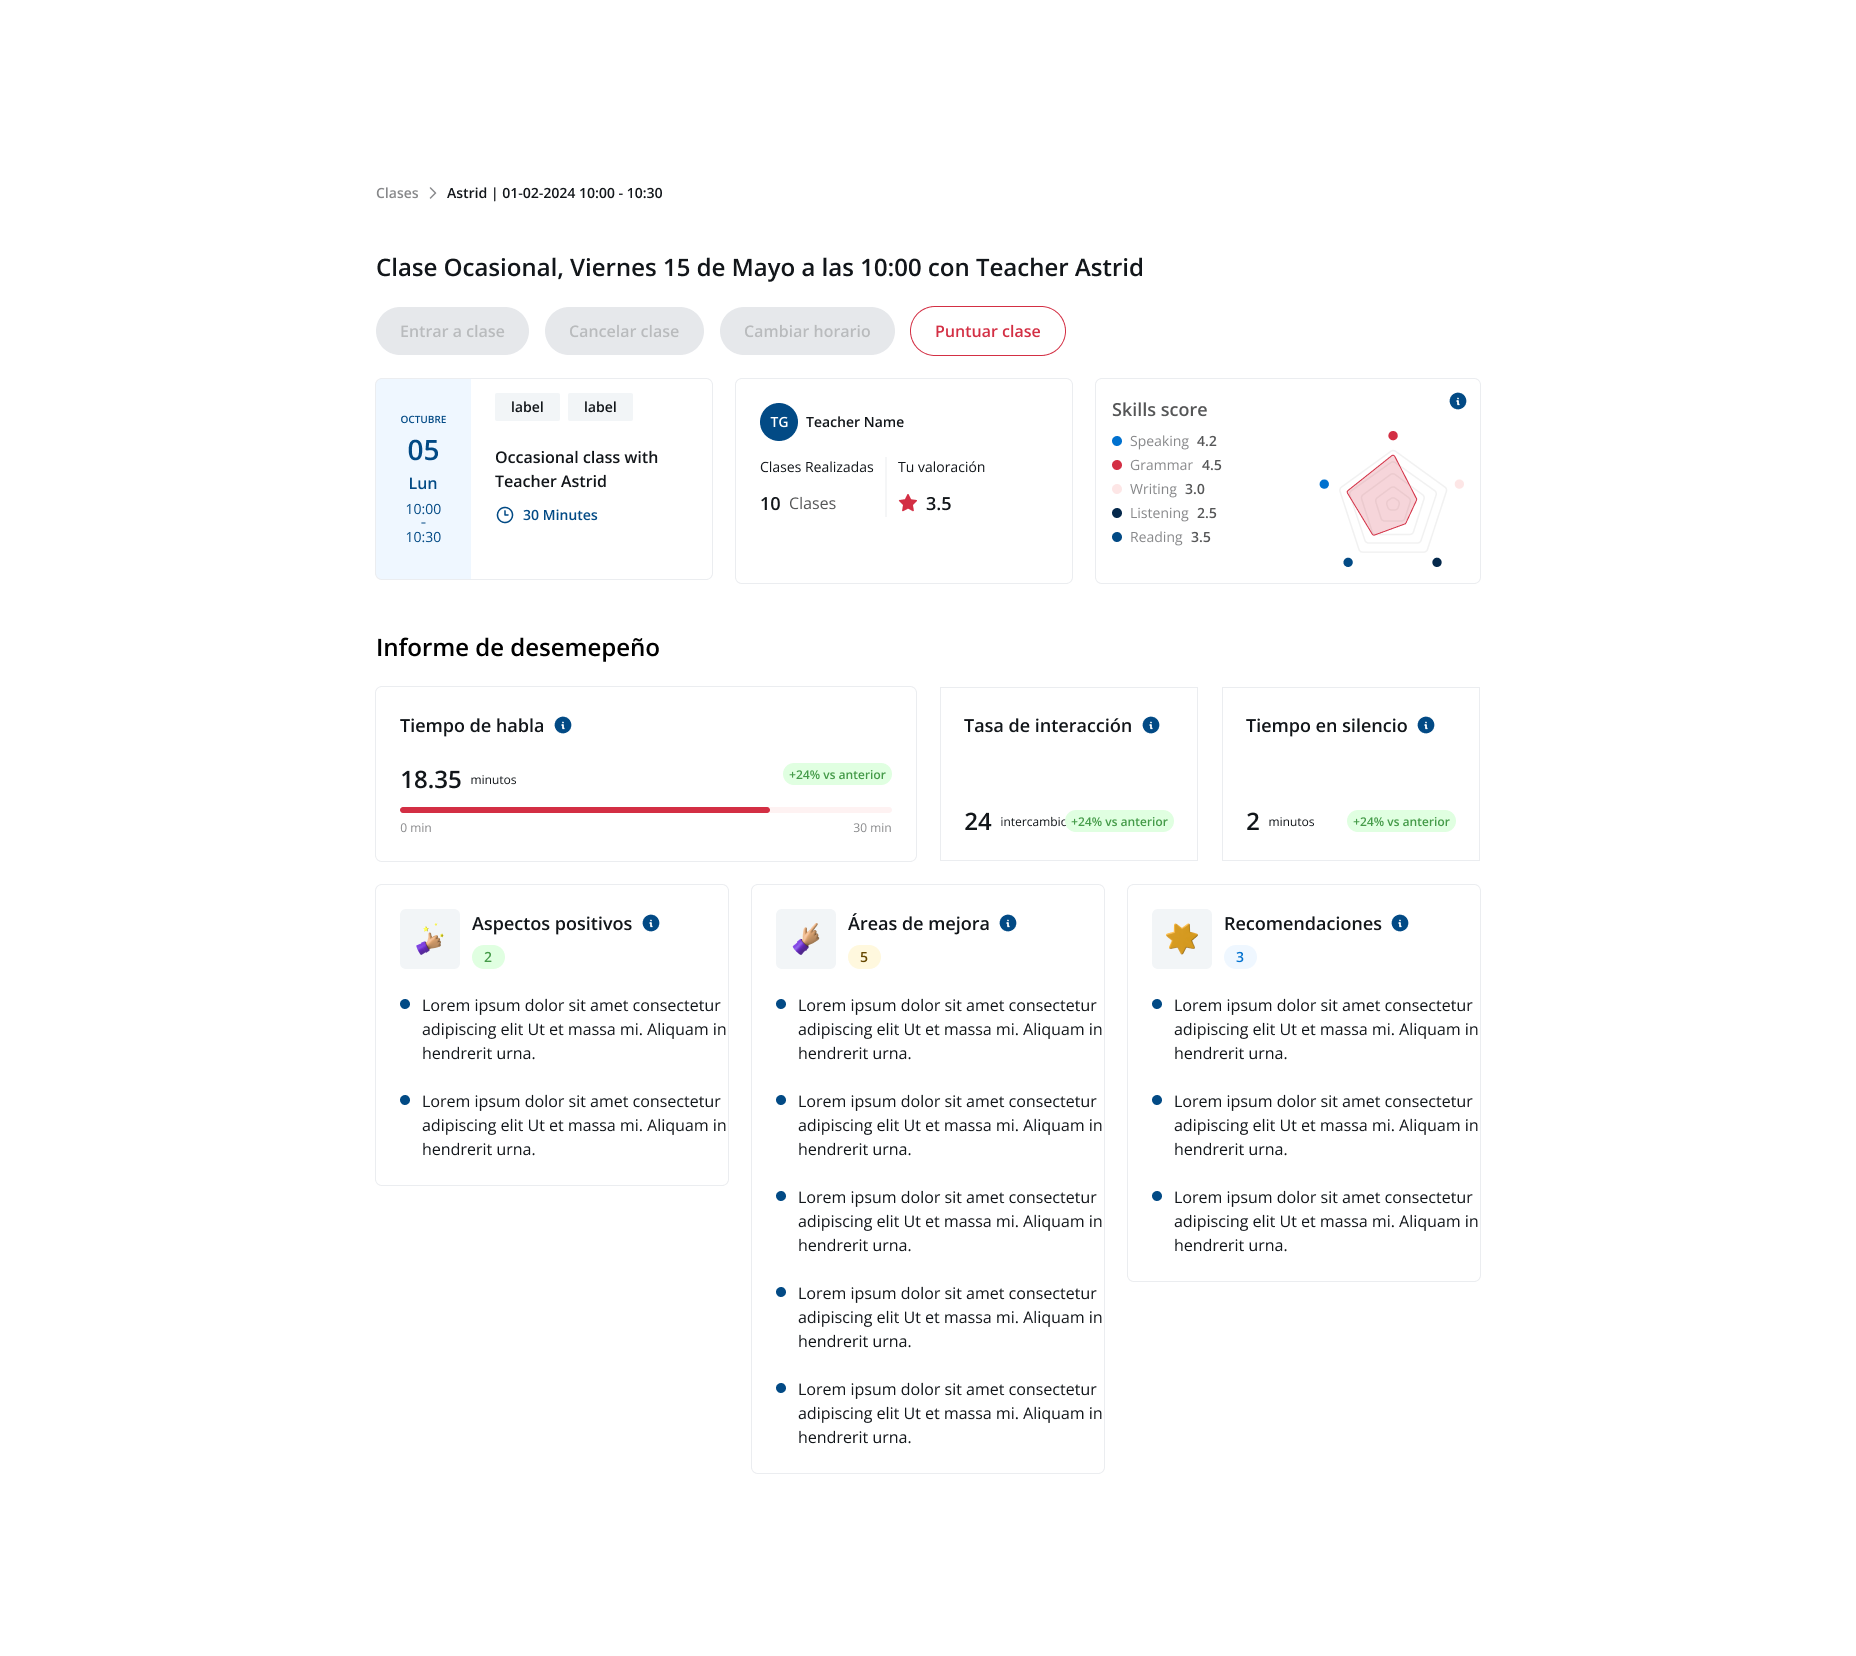 Clases > Astrid | 01-02-2024 10:00 - 10:30
Clase Ocasional, Viernes 15 de Mayo a las 10:00 con Teacher Astrid
Entrar a clase
Cancelar clase
Cambiar horario
Puntuar clase
OCTUBRE
05
Lun
10:00
-
10:30
label
label
Occasional class with
Teacher Astrid
30 Minutes
TG
Teacher Name
Clases Realizadas
10 Clases
Tu valoración
3.5
Skills score
Speaking 4.2
Grammar 4.5
Writing 3.0
Listening 2.5
Reading 3.5
Informe de desemepeño
Tiempo de habla
18.35 minutos
+24% vs anterior
0 min
30 min
Tasa de interacción
24 intercambic
+24% vs anterior
Tiempo en silencio
2 minutos
+24% vs anterior
Aspectos positivos
2
Lorem ipsum dolor sit amet consectetur
adipiscing elit Ut et massa mi. Aliquam in
hendrerit urna.
Lorem ipsum dolor sit amet consectetur
adipiscing elit Ut et massa mi. Aliquam in
hendrerit urna.
Áreas de mejora
5
Lorem ipsum dolor sit amet consectetur
adipiscing elit Ut et massa mi. Aliquam in
hendrerit urna.
Lorem ipsum dolor sit amet consectetur
adipiscing elit Ut et massa mi. Aliquam in
hendrerit urna.
Lorem ipsum dolor sit amet consectetur
adipiscing elit Ut et massa mi. Aliquam in
hendrerit urna.
Lorem ipsum dolor sit amet consectetur
adipiscing elit Ut et massa mi. Aliquam in
hendrerit urna.
Lorem ipsum dolor sit amet consectetur
adipiscing elit Ut et massa mi. Aliquam in
hendrerit urna.
Recomendaciones
3
Lorem ipsum dolor sit amet consectetur
adipiscing elit Ut et massa mi. Aliquam in
hendrerit urna.
Lorem ipsum dolor sit amet consectetur
adipiscing elit Ut et massa mi. Aliquam in
hendrerit urna.
Lorem ipsum dolor sit amet consectetur
adipiscing elit Ut et massa mi. Aliquam in
hendrerit urna.